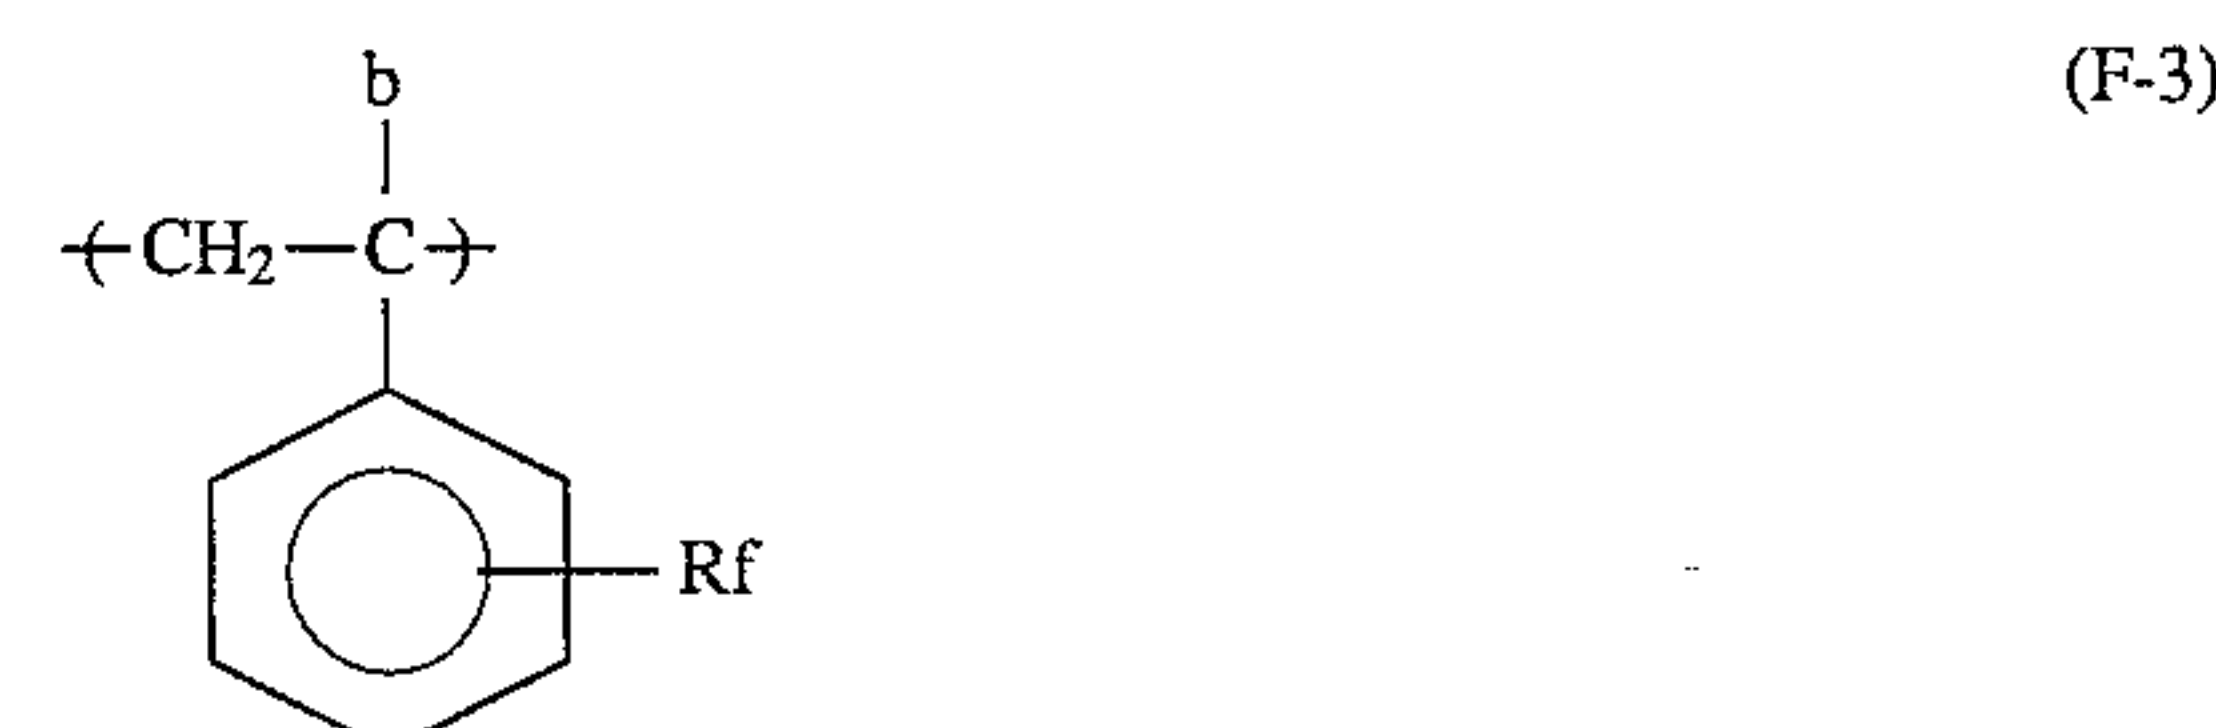 b
(F-3)
-(CH₂—C)-
Rf